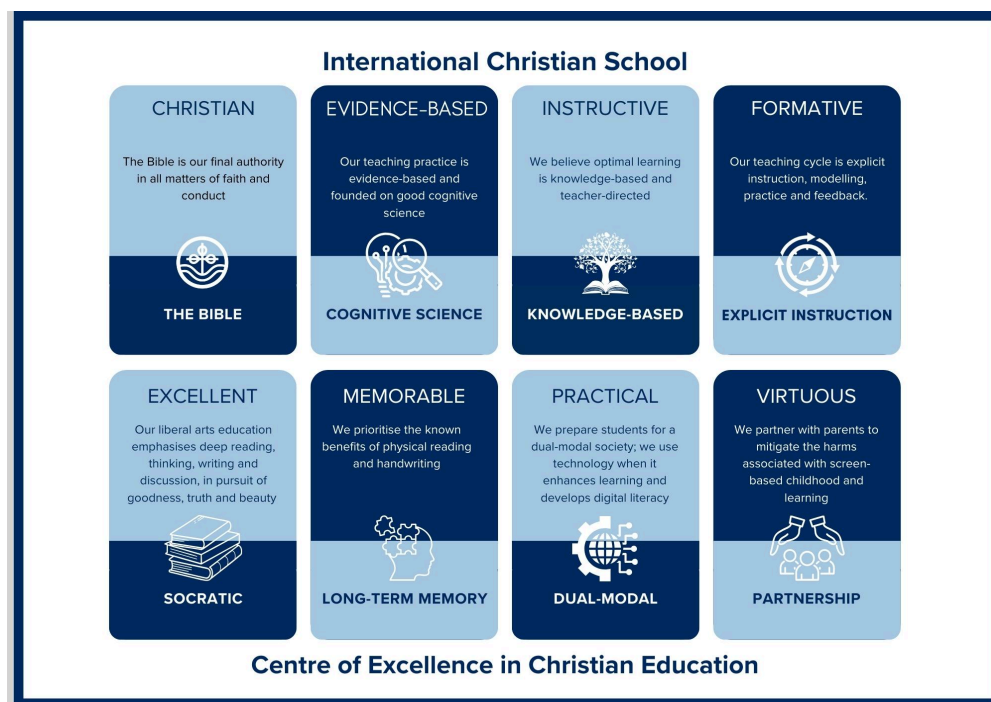 International Christian School
CHRISTIAN
The Bible is our final authority
in all matters of faith and
conduct
THE BIBLE
EVIDENCE-BASED
Our teaching practice is
evidence-based and
founded on good cognitive
science
COGNITIVE SCIENCE
INSTRUCTIVE
We believe optimal learning
is knowledge-based and
teacher-directed
KNOWLEDGE-BASED
FORMATIVE
Our teaching cycle is explicit
instruction, modelling,
practice and feedback.
EXPLICIT INSTRUCTION
EXCELLENT
Our liberal arts education
emphasises deep reading,
thinking, writing and
discussion, in pursuit of
goodness, truth and beauty
SOCRATIC
MEMORABLE
We prioritise the known
benefits of physical reading
and handwriting
LONG-TERM MEMORY
PRACTICAL
We prepare students for a
dual-modal society; we use
technology when it
enhances learning and
develops digital literacy
DUAL-MODAL
VIRTUOUS
We partner with parents to
mitigate the harms
associated with screen-
based childhood and
learning
PARTNERSHIP
Centre of Excellence in Christian Education